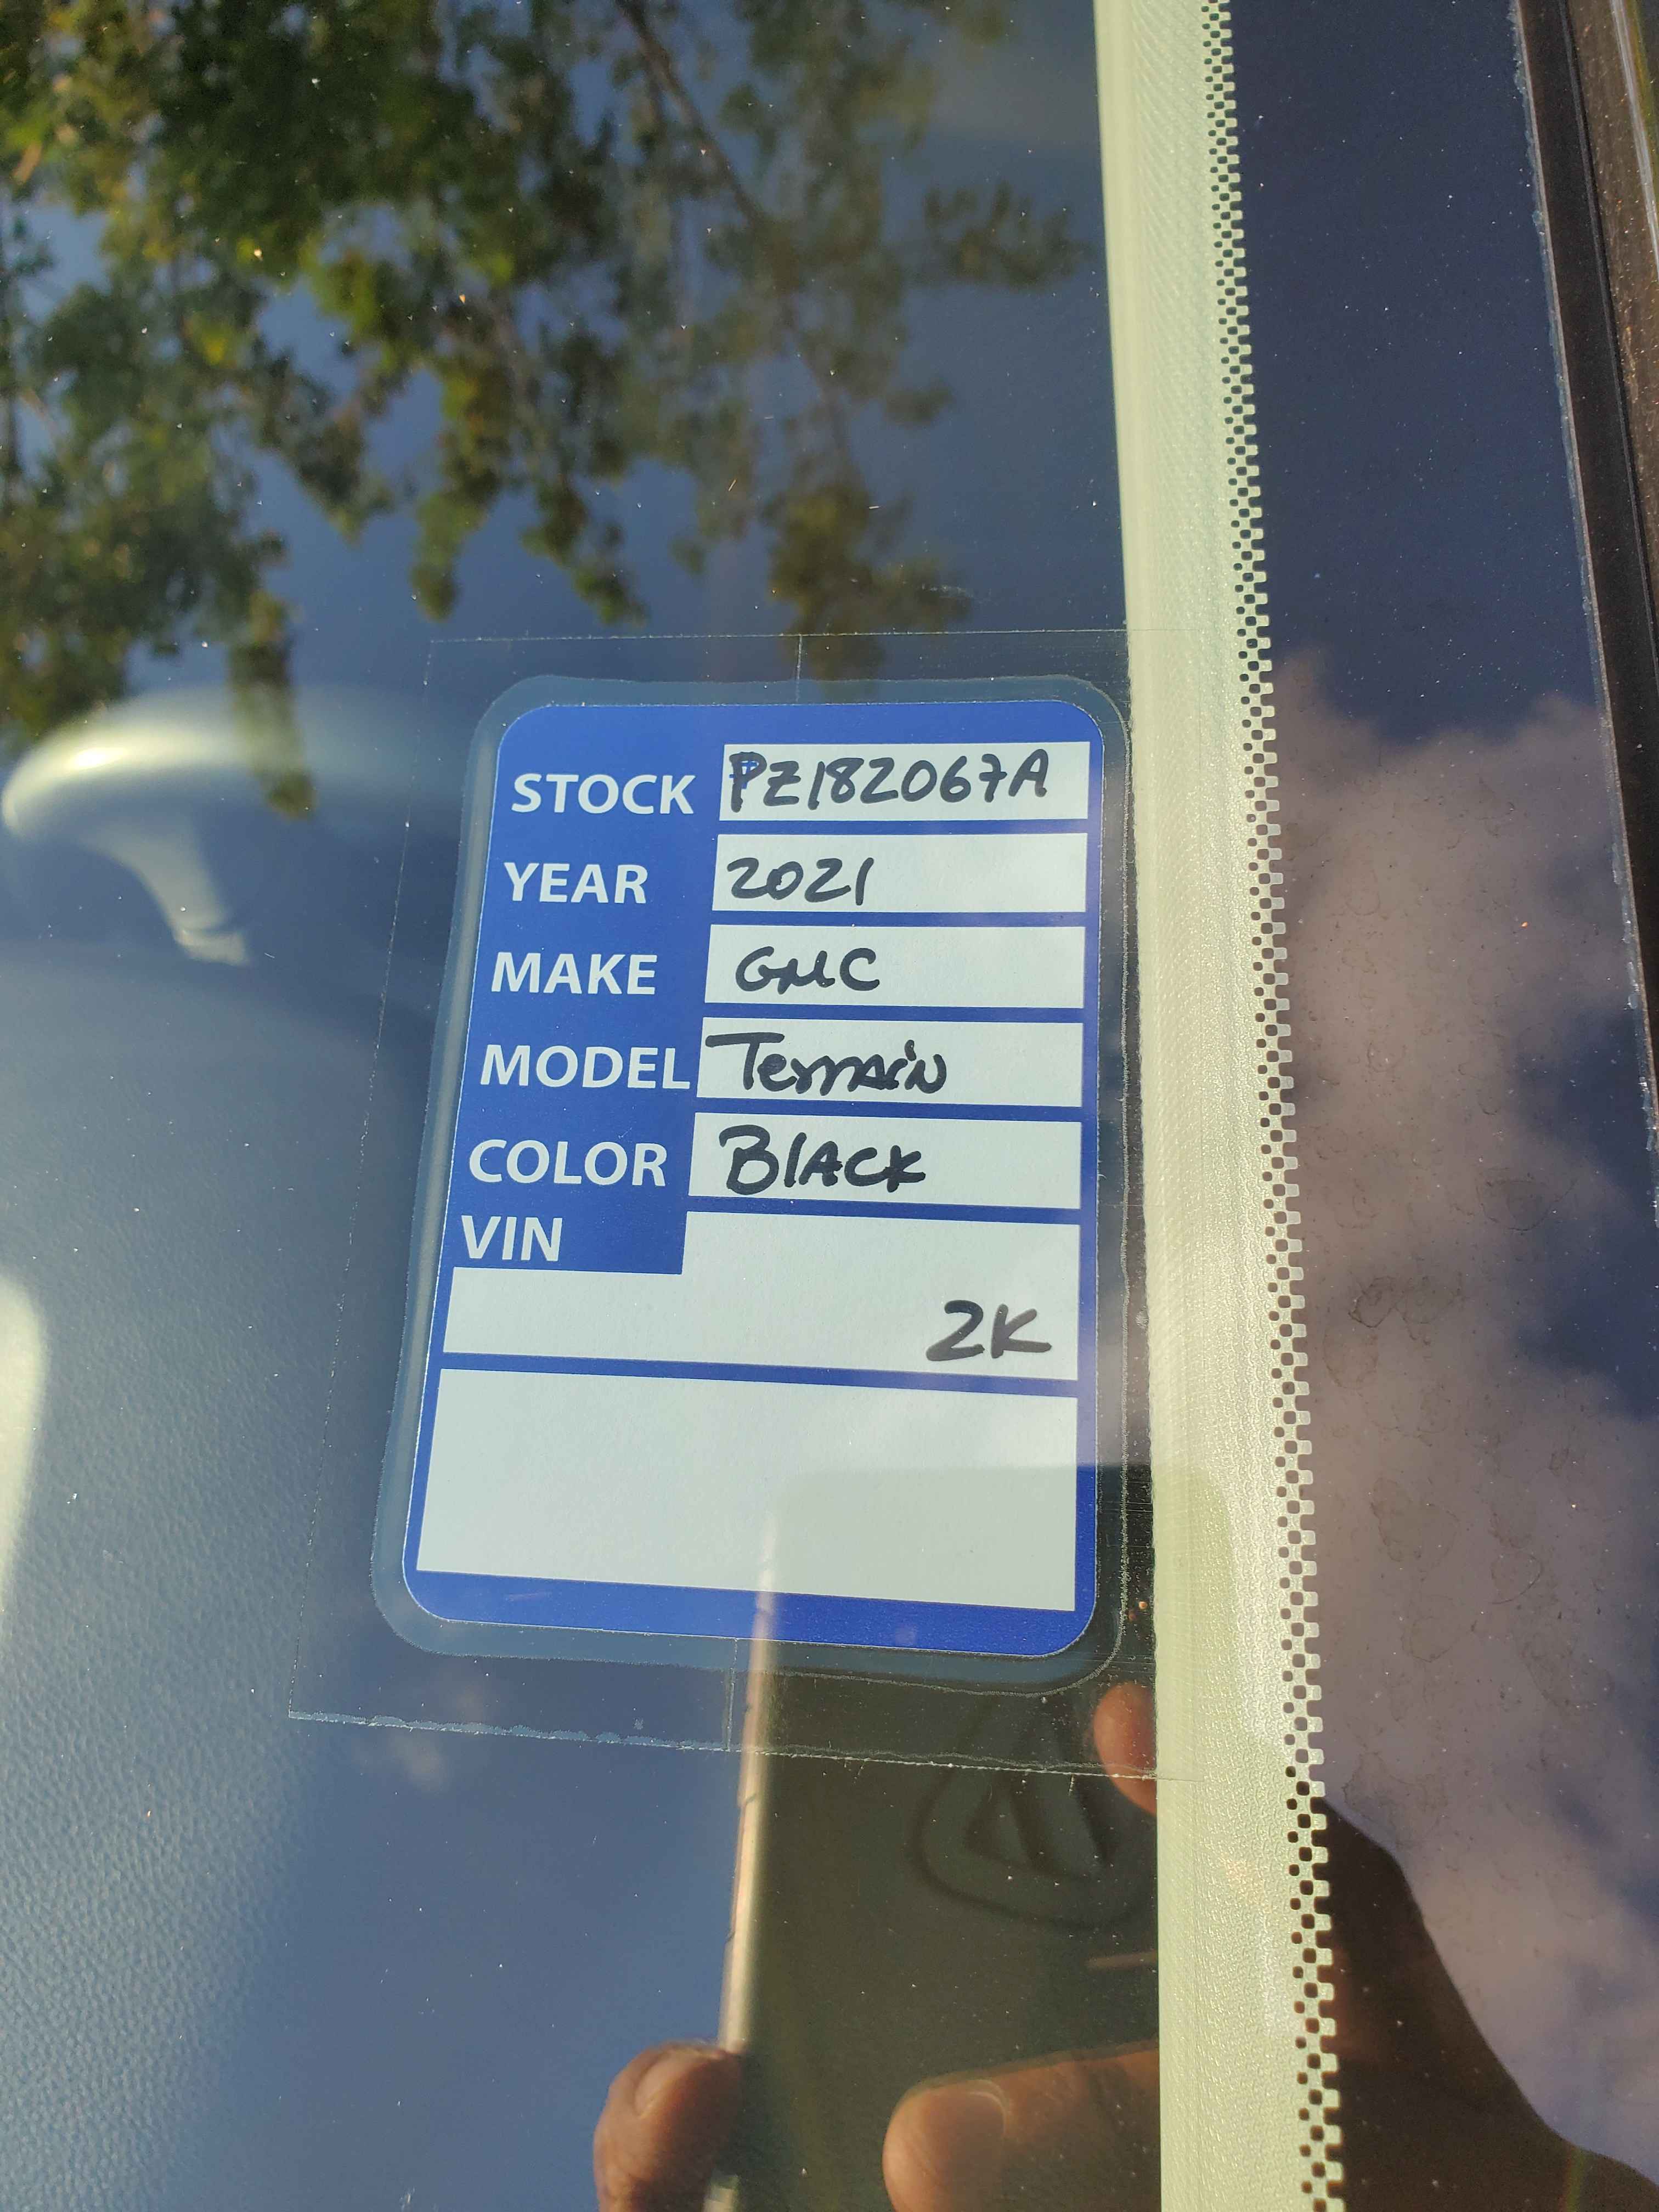 STOCK PZ182067A
YEAR 2021
MAKE GMC
MODEL Terrain
COLOR Black
VIN
2K